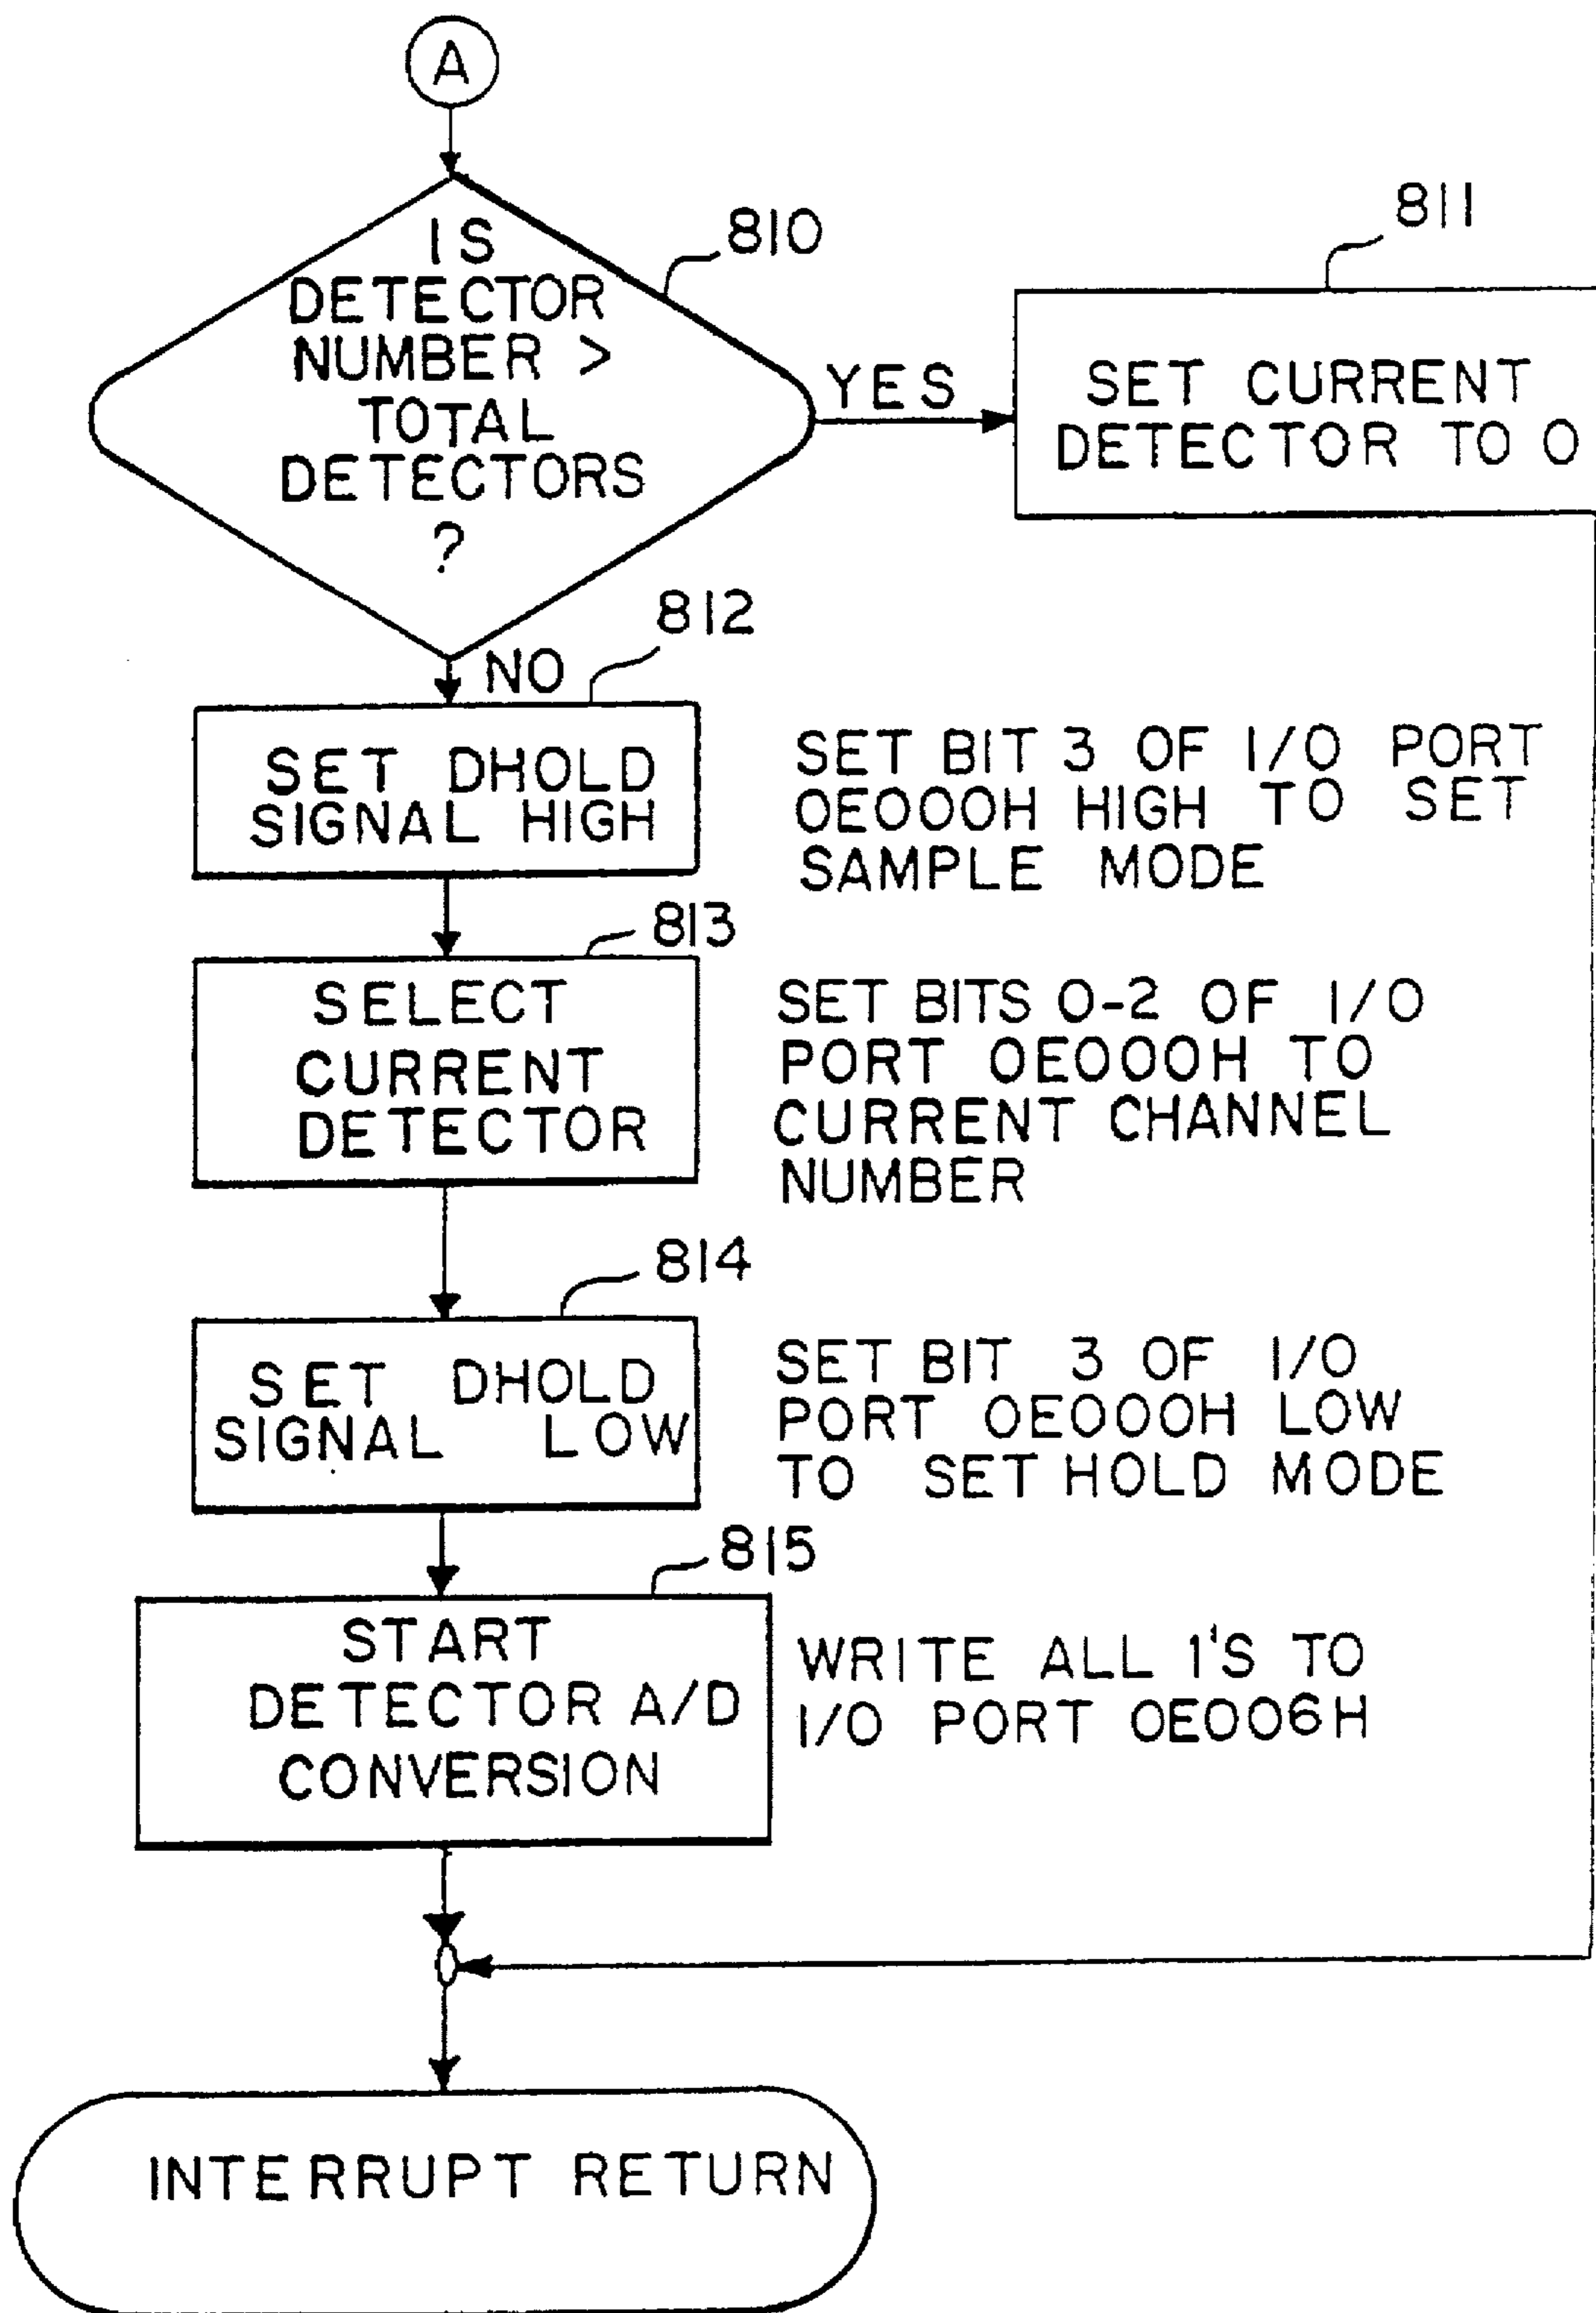 A
IS
DETECTOR
NUMBER >
TOTAL
DETECTORS
?
810
YES
811
SET CURRENT
DETECTOR TO 0
NO
812
SET DHOLD
SIGNAL HIGH
SET BIT 3 OF I/O PORT
0E000H HIGH TO SET
SAMPLE MODE
813
SELECT
CURRENT
DETECTOR
SET BITS 0-2 OF I/O
PORT 0E000H TO
CURRENT CHANNEL
NUMBER
814
SET DHOLD
SIGNAL LOW
SET BIT 3 OF I/O
PORT 0E000H LOW
TO SET HOLD MODE
815
START
DETECTOR A/D
CONVERSION
WRITE ALL 1'S TO
I/O PORT 0E006H
INTERRUPT RETURN